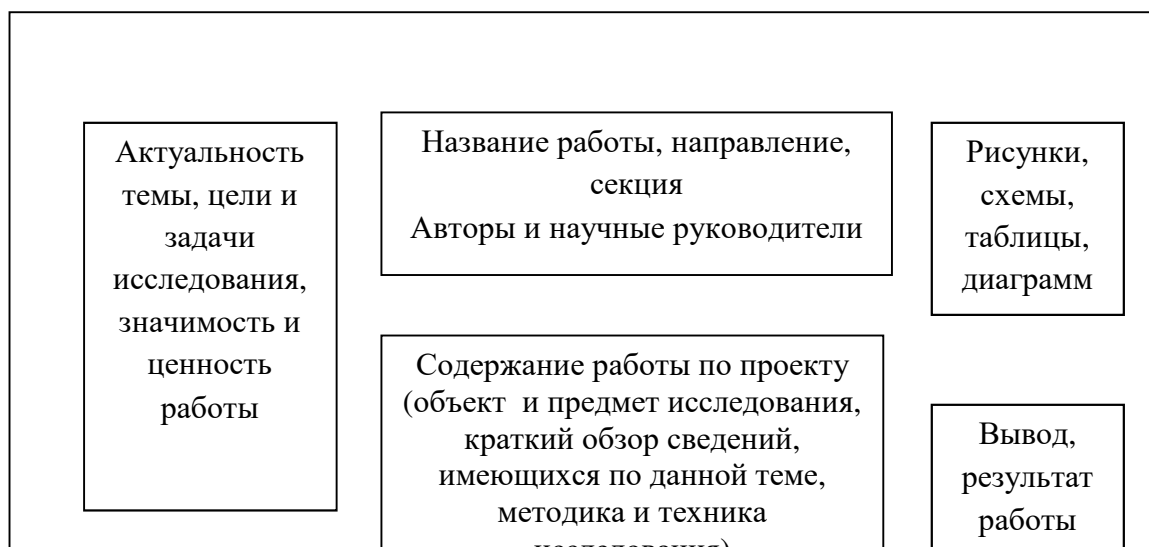 Актуальность
темы, цели и
задачи
исследования,
значимость и
ценность
работы
Название работы, направление,
секция
Авторы и научные руководители
Содержание работы по проекту
(объект  и предмет исследования,
краткий обзор сведений,
имеющихся по данной теме,
методика и техника
исследования)
Рисунки,
схемы,
таблицы,
диаграмм
Вывод,
результат
работы